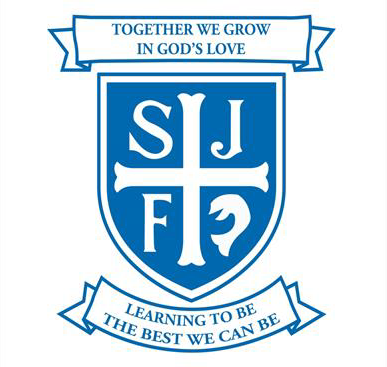 TOGETHER WE GROW
IN GOD'S LOVE
S J
F
LEARNING TO BE
THE BEST WE CAN BE